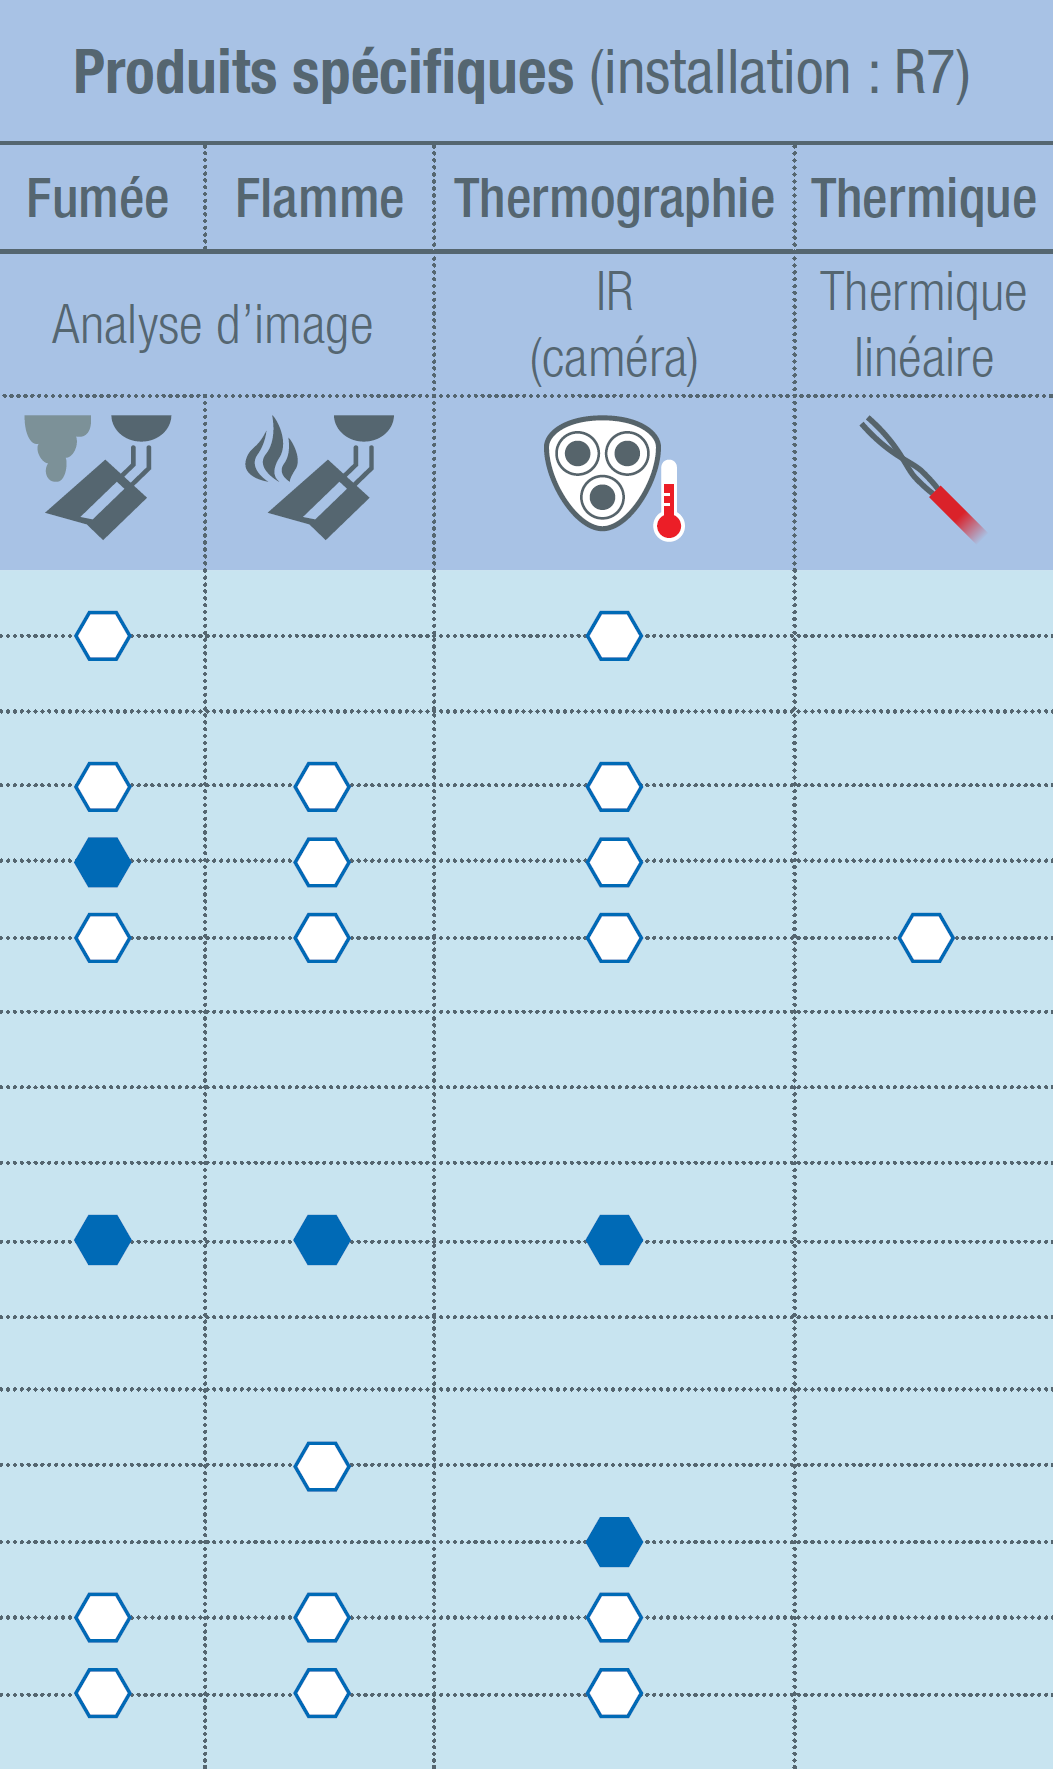 Produits spécifiques (installation : R7)
Fumée Flamme Thermographie Thermique
Analyse d’image
IR
(caméra)
Thermique
linéaire